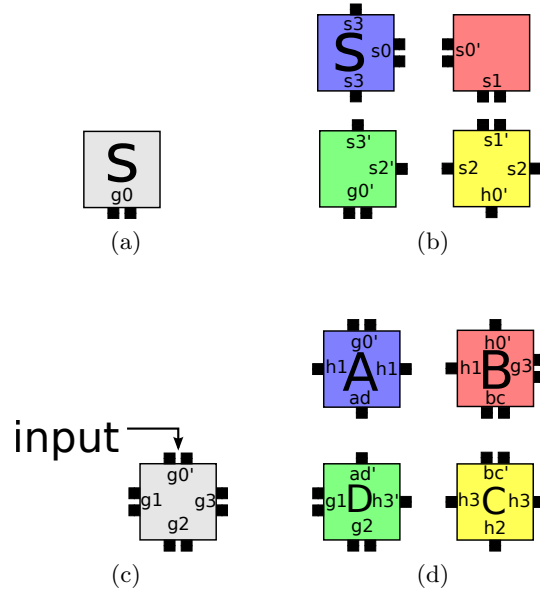 s3
S s0
s3
s0'
s1
S
g0
s3'
s2'
g0'
s1'
s2 s2
h0'
(a)
(b)
input
g0'
g1 g3
g2
g0'
h1 A h1
ad
h0'
h1 B g3
bc
ad'
g1 D h3'
g2
bc'
h3 C h3
h2
(c)
(d)